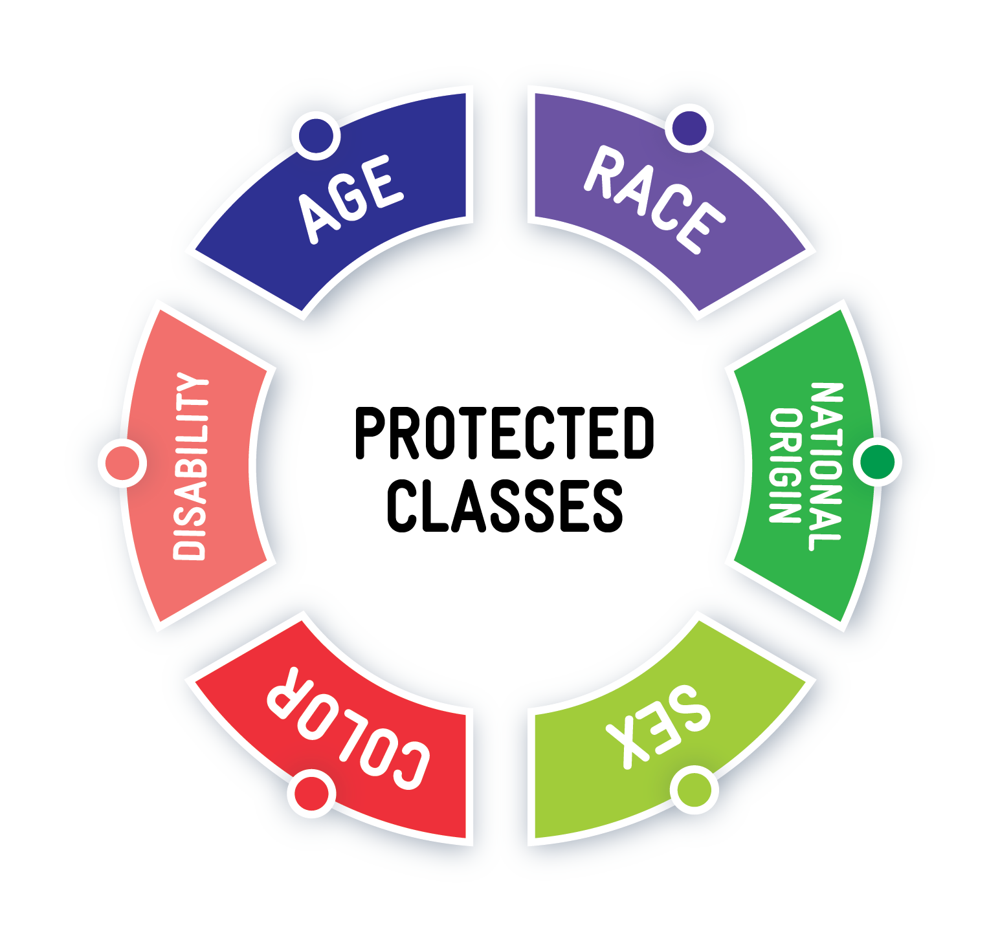 PROTECTED
CLASSES
AGE
RACE
NATIONAL
ORIGIN
SEX
COLOR
DISABILITY